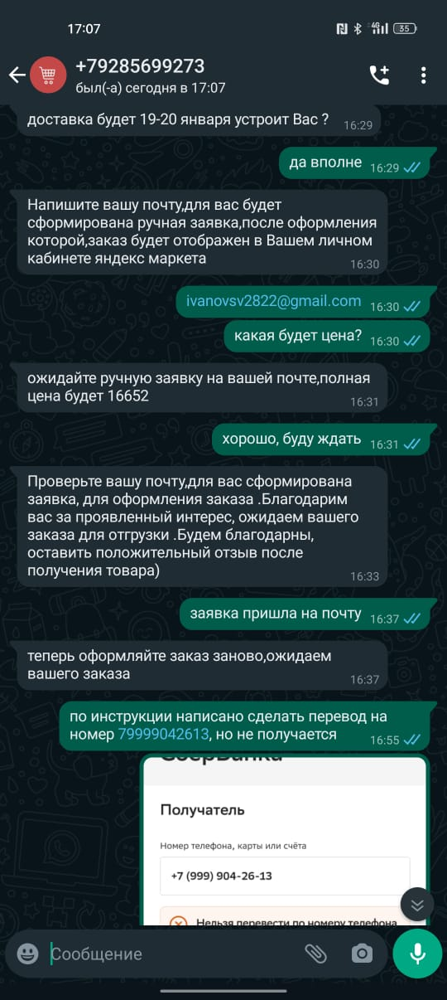 17:07
4G
35
+79285699273
был(-а) сегодня в 17:07
доставка будет 19-20 января устроит Вас ?
16:29
да вполне
16:29
Напишите вашу почту,для вас будет
сформирована ручная заявка,после оформления
которой,заказ будет отображен в Вашем личном
кабинете яндекс маркета
16:30
ivanovsv2822@gmail.com
16:30
какая будет цена?
16:30
ожидайте ручную заявку на вашей почте,полная
цена будет 16652
16:31
хорошо, буду ждать
16:31
Проверьте вашу почту,для вас сформирована
заявка, для оформления заказа .Благодарим
вас за проявленный интерес, ожидаем вашего
заказа для отгрузки .Будем благодарны,
оставить положительный отзыв после
получения товара)
16:33
заявка пришла на почту
16:37
теперь оформляйте заказ заново,ожидаем
вашего заказа
16:37
по инструкции написано сделать перевод на
номер 79999042613, но не получается
16:55
СберБанка
Получатель
Номер телефона, карты или счёта
+7 (999) 904-26-13
Нельзя перевести по номеру телефона
Сообщение